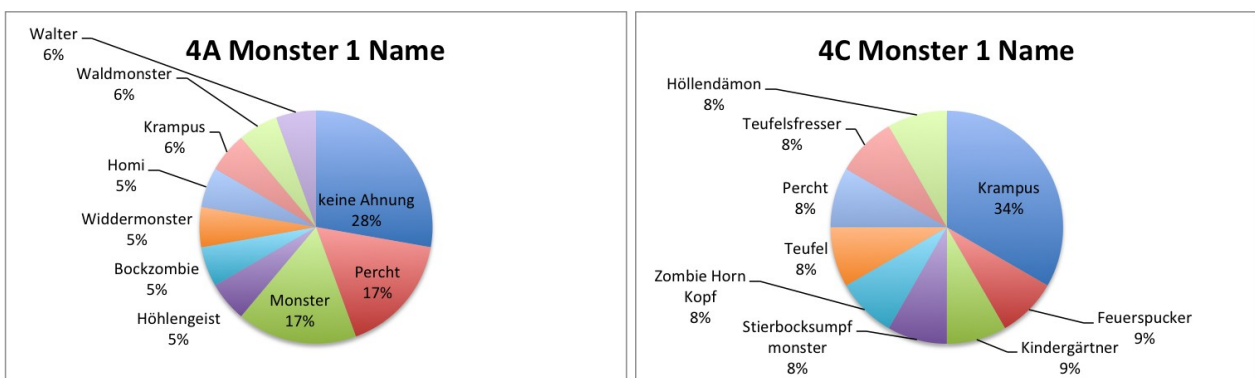 4A Monster 1 Name
Walter
6%
Waldmonster
6%
Krampus
6%
Homi
5%
Widdermonster
5%
Bockzombie
5%
Höhlengeist
5%
Monster
17%
Percht
17%
keine Ahnung
28%
4C Monster 1 Name
Höllendämon
8%
Teufelsfresser
8%
Percht
8%
Teufel
8%
Zombie Horn
Kopf
8%
Stierbocksumpf
monster
8%
Kindergärtner
9%
Feuerspucker
9%
Krampus
34%